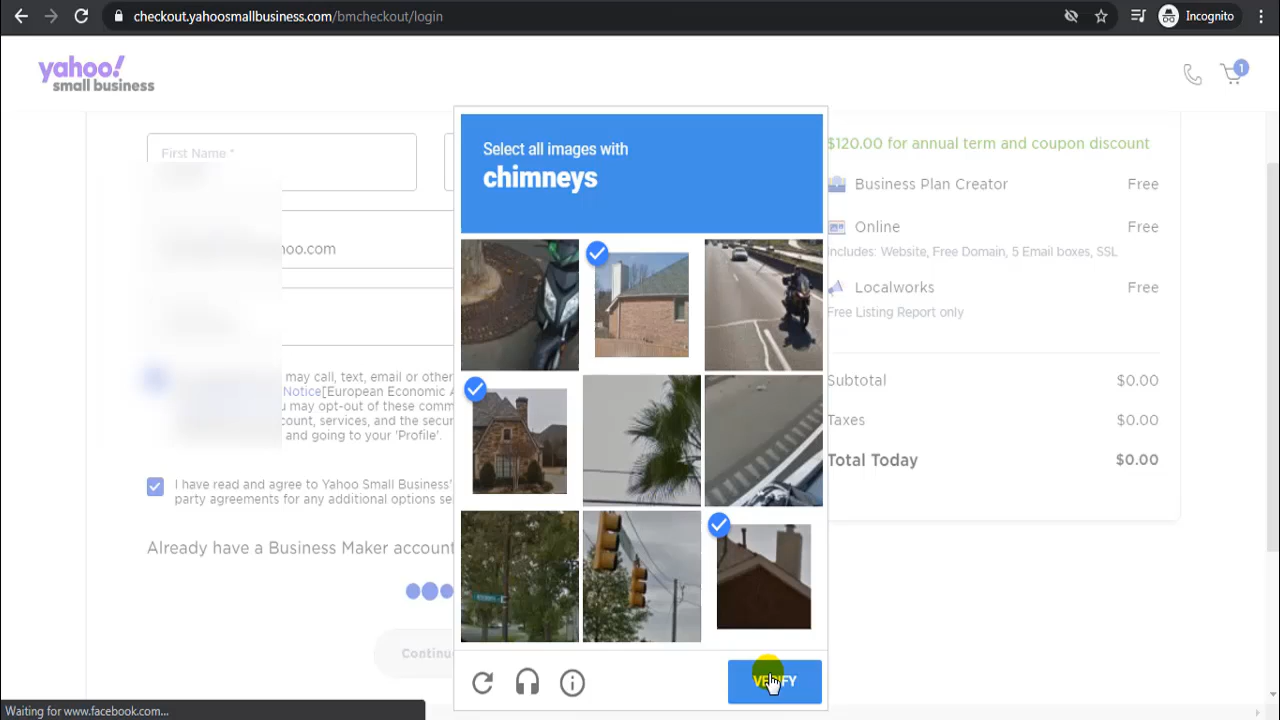 checkout.yahoosmallbusiness.com/bmcheckout/login
Incognito
yahoo!
small business
1
First Name *
hoo.com
may call, text, email or other
Notice[European Economic A
may opt-out of these comm
count, services, and the secur
and going to your 'Profile'.
I have read and agree to Yahoo Small Business'
party agreements for any additional options se
Already have a Business Maker account
Continu
Select all images with
chimneys
VERIFY
$120.00 for annual term and coupon discount
Business Plan Creator Free
Online Free
Includes: Website, Free Domain, 5 Email boxes, SSL
Localworks Free
Free Listing Report only
Subtotal $0.00
Taxes $0.00
Total Today $0.00
Waiting for www.facebook.com...